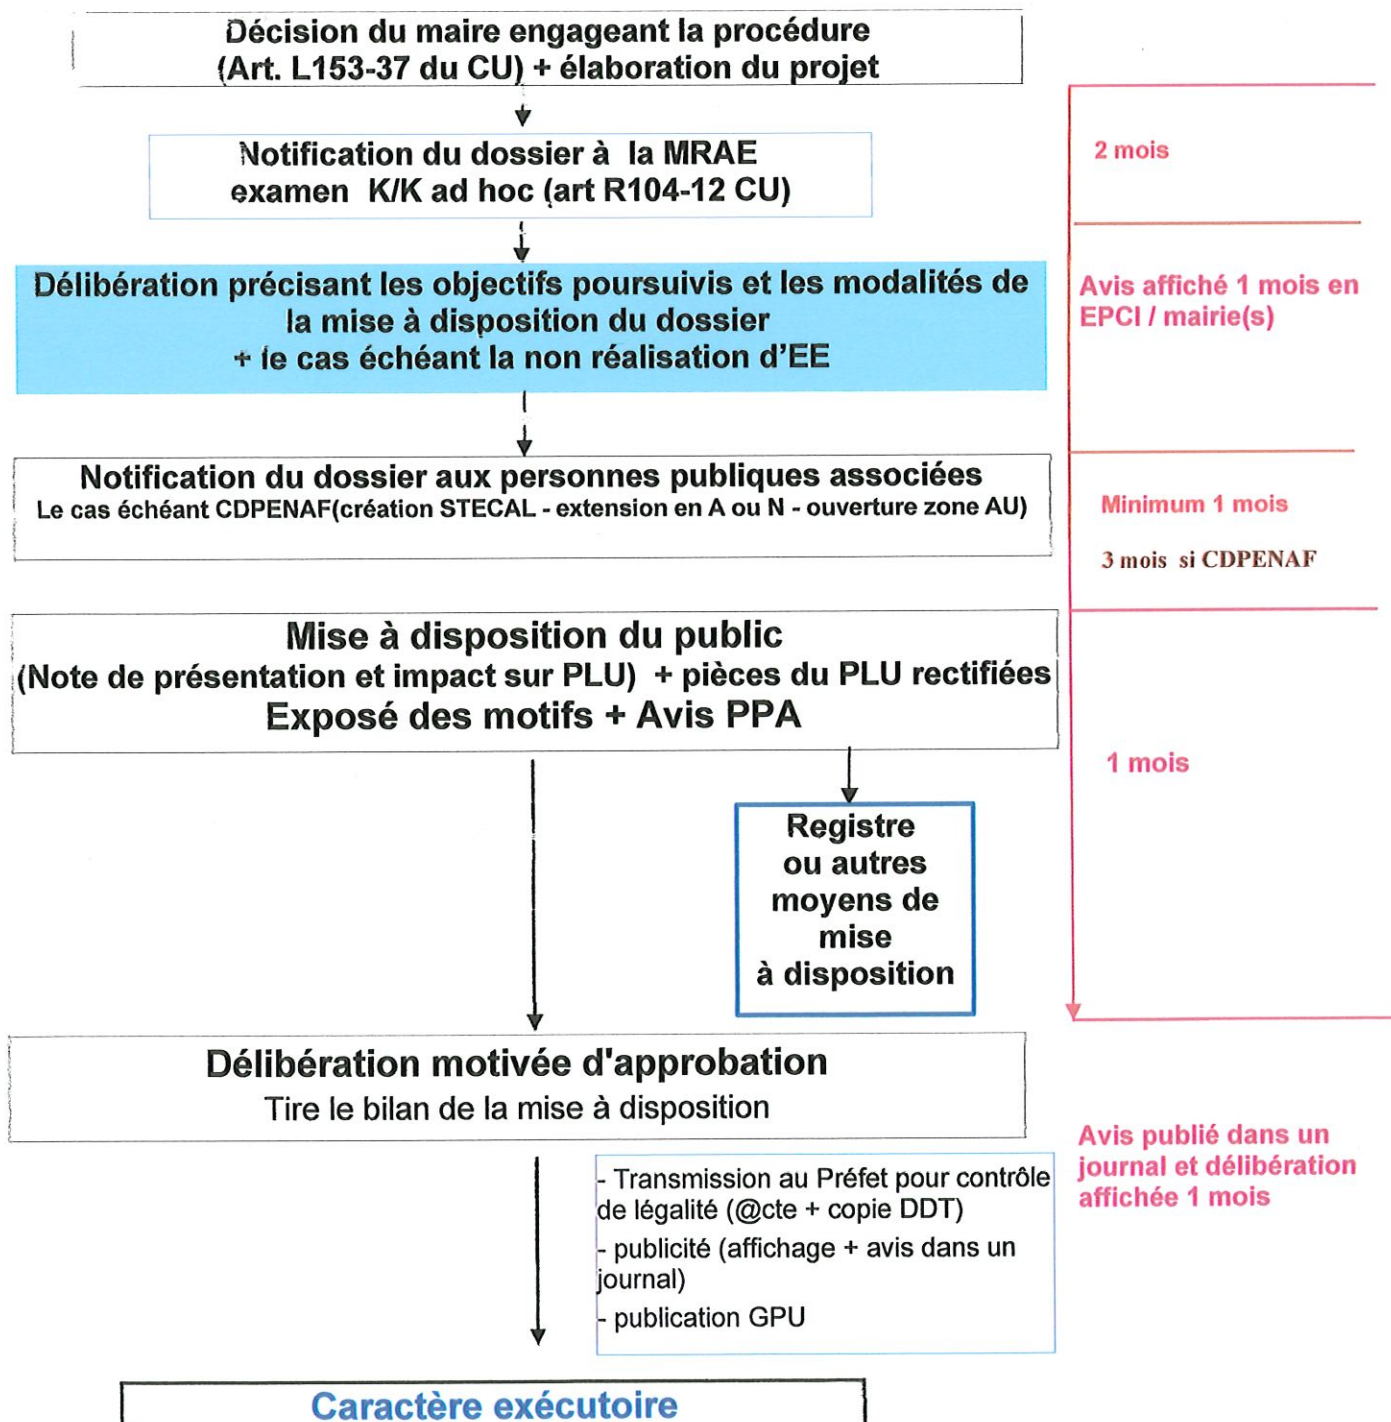 Décision du maire engageant la procédure
(Art. L153-37 du CU) + élaboration du projet
2 mois
Notification du dossier à la MRAE
examen K/K ad hoc (art R104-12 CU)
Délibération précisant les objectifs poursuivis et les modalités de
la mise à disposition du dossier
+ le cas échéant la non réalisation d'EE
Avis affiché 1 mois en
EPCI / mairie(s)
Notification du dossier aux personnes publiques associées
Le cas échéant CDPENAF(création STECAL - extension en A ou N - ouverture zone AU)
Minimum 1 mois
3 mois si CDPENAF
Mise à disposition du public
(Note de présentation et impact sur PLU) + pièces du PLU rectifiées
Exposé des motifs + Avis PPA
1 mois
Registre
ou autres
moyens de
mise
à disposition
Délibération motivée d'approbation
Tire le bilan de la mise à disposition
Avis publié dans un
journal et délibération
affichée 1 mois
- Transmission au Préfet pour contrôle
de légalité (@cte + copie DDT)
- publicité (affichage + avis dans un
journal)
- publication GPU
Caractère exécutoire